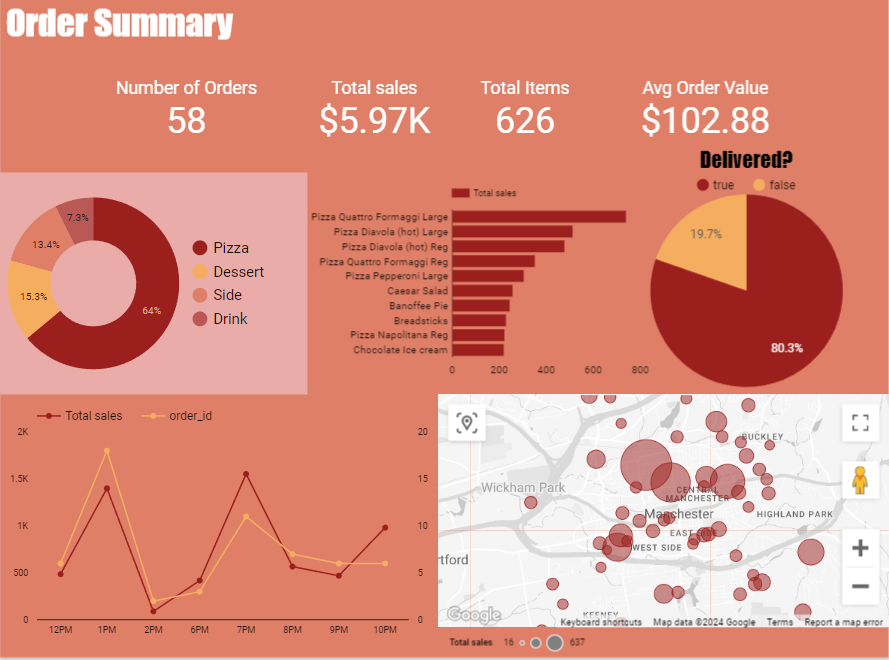 Order Summary
Number of Orders
58
Total sales
$5.97K
Total Items
626
Avg Order Value
$102.88
7.3%
13.4%
15.3%
64%
Pizza
Dessert
Side
Drink
Total sales
Pizza Quattro Formaggi Large
Pizza Diavola (hot) Large
Pizza Diavola (hot) Reg
Pizza Quattro Formaggi Reg
Pizza Pepperoni Large
Caesar Salad
Banoffee Pie
Breadsticks
Pizza Napolitana Reg
Chocolate Ice cream
0 200 400 600 800
Delivered?
true false
19.7%
80.3%
Total sales order_id
2K
1.5K
1K
500
0
20
15
10
5
0
12PM 1PM 2PM 6PM 7PM 8PM 9PM 10PM
BUCKLEY
Wickham Park
CENTRAL
MANCHESTER
Manchester
HIGHLAND PARK
EAST SIDE
WEST SIDE
rtford
KEENEY
Google
Keyboard shortcuts Map data ©2024 Google Terms Report a map error
Total sales 16 637